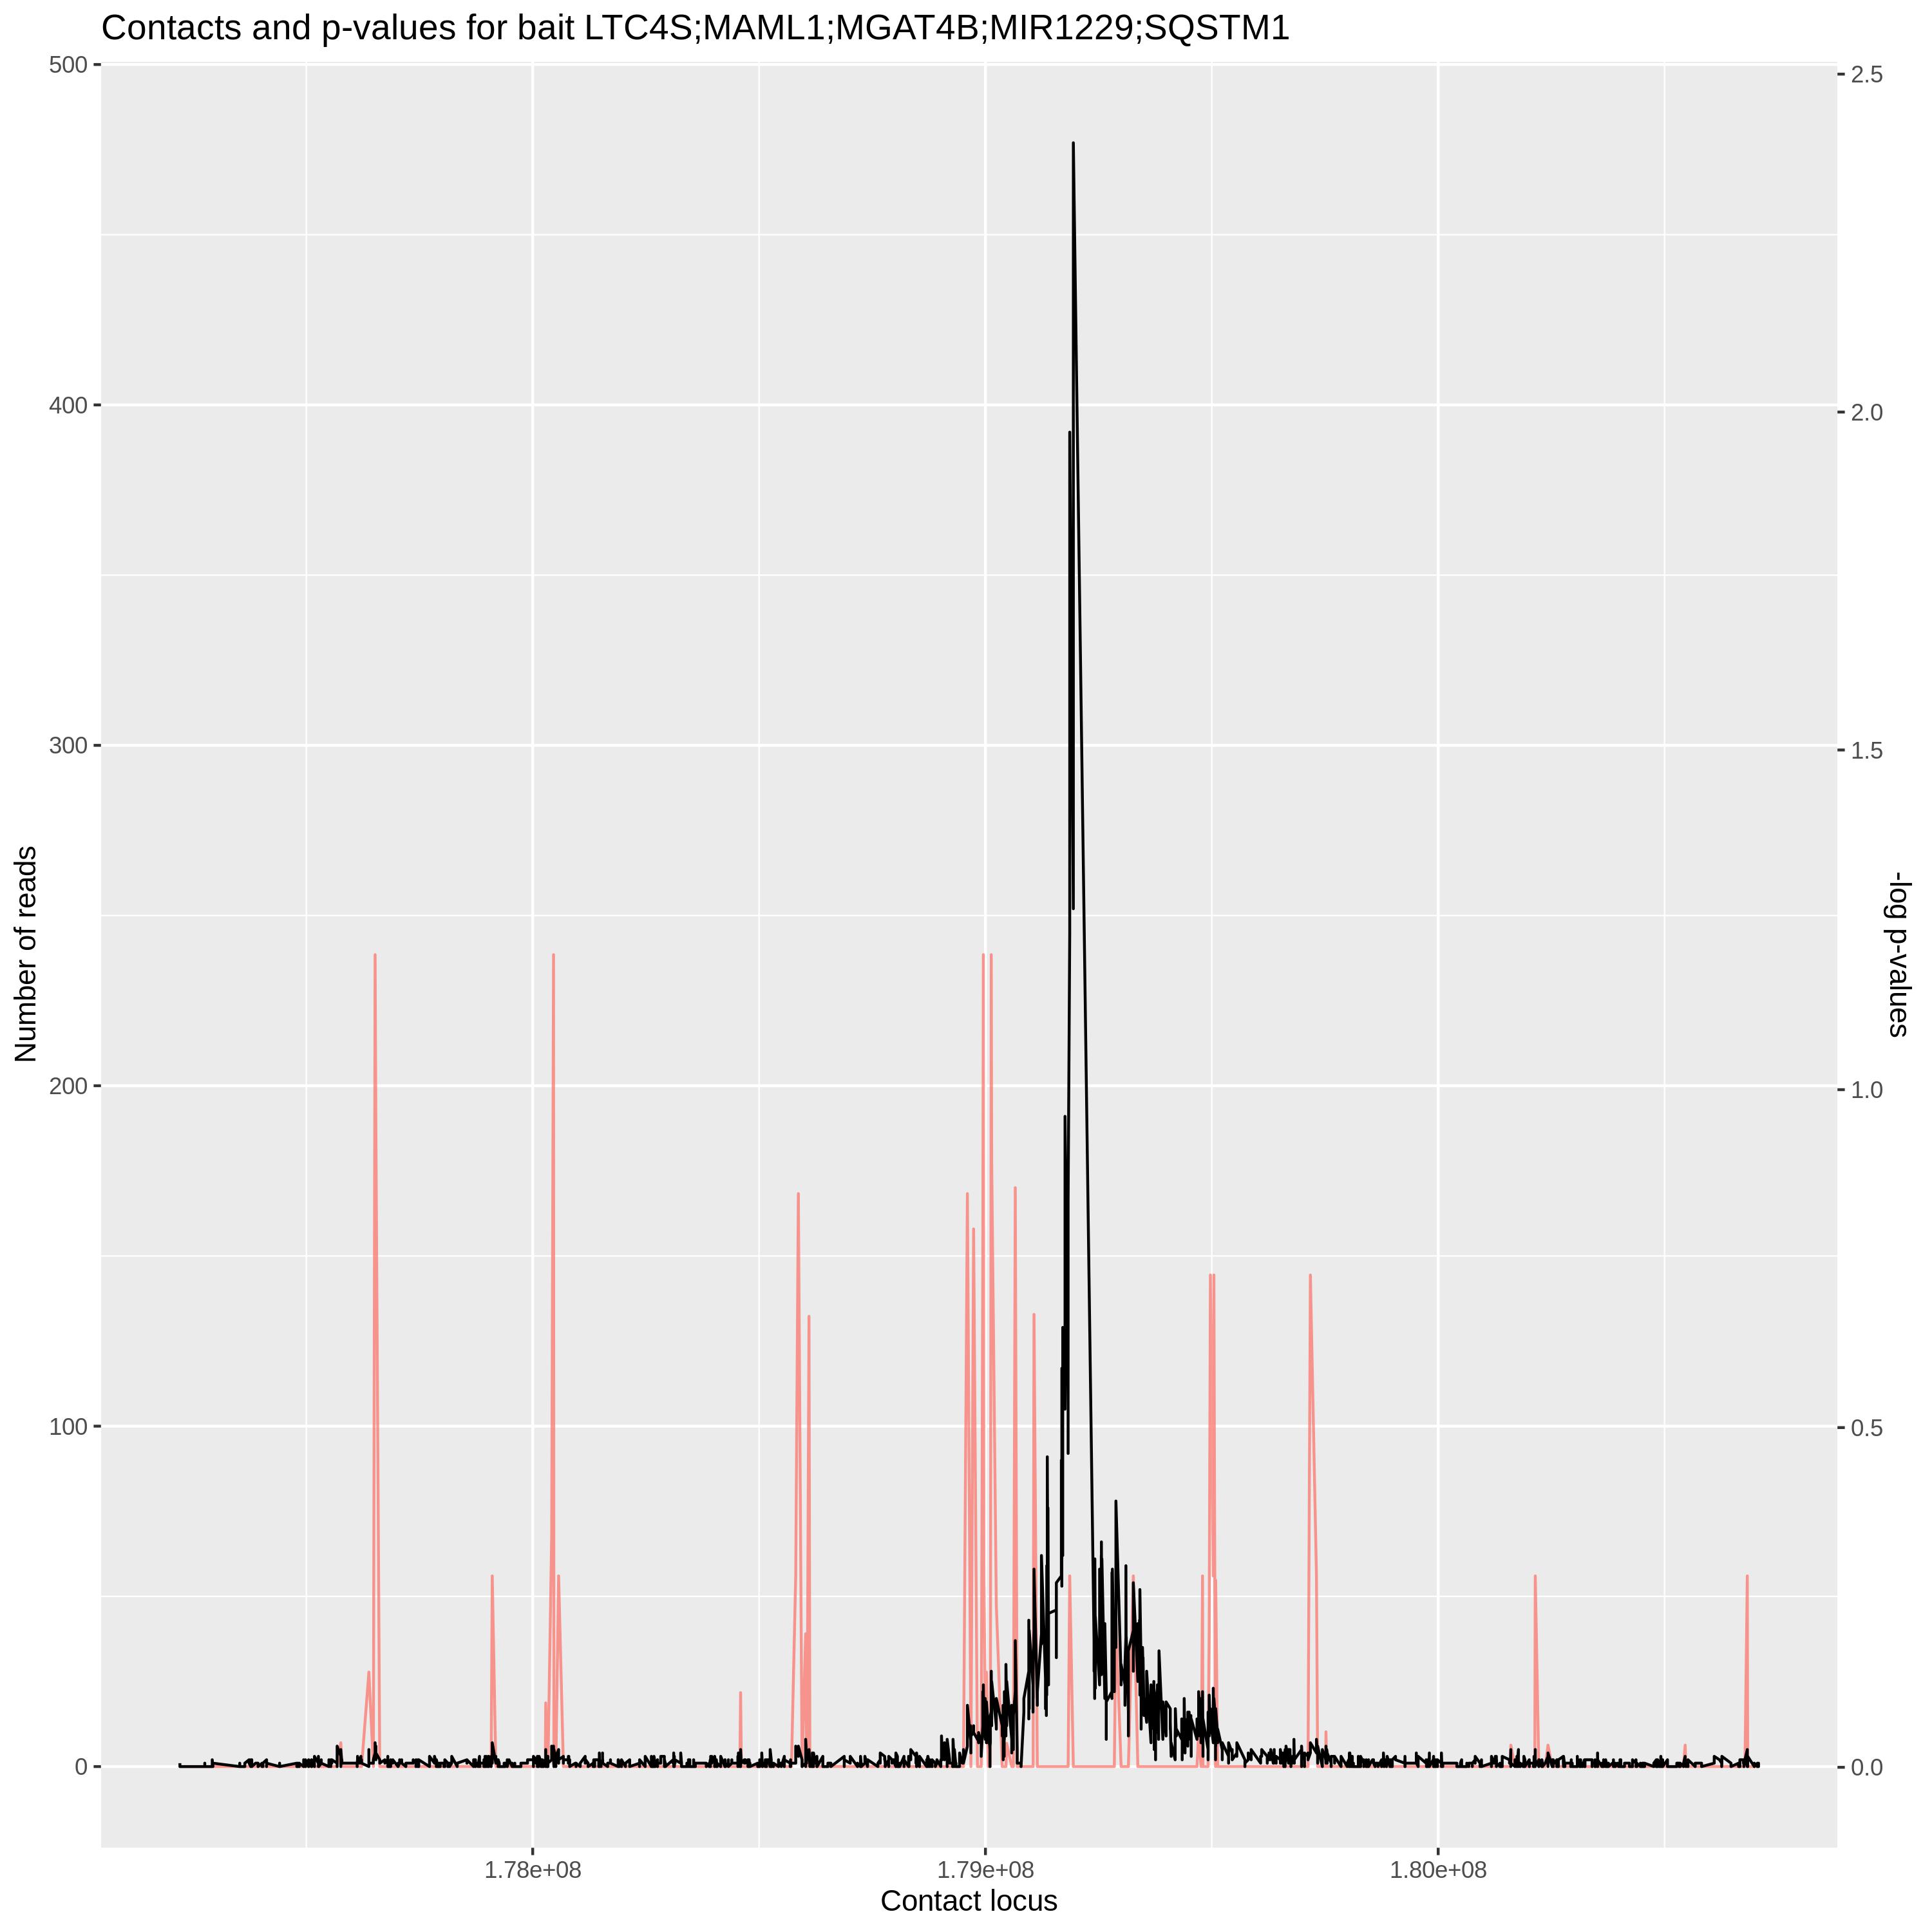 Contacts and p-values for bait LTC4S;MAML1;MGAT4B;MIR1229;SQSTM1
500
400
300
200
100
0
Number of reads
2.5
2.0
1.5
1.0
0.5
0.0
-log p-values
1.78e+08
1.79e+08
1.80e+08
Contact locus